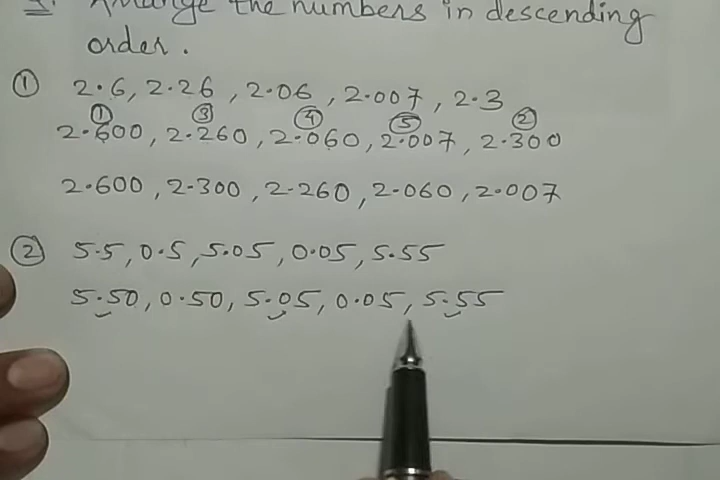 Arrange the numbers in descending
order.
① 2.6, 2.26, 2.06, 2.007, 2.3
① ③ ④ ⑤ ②
2.600, 2.260, 2.060, 2.007, 2.300
2.600, 2.300, 2.260, 2.060, 2.007
② 5.5, 0.5, 5.05, 0.05, 5.55
5.50, 0.50, 5.05, 0.05, 5.55